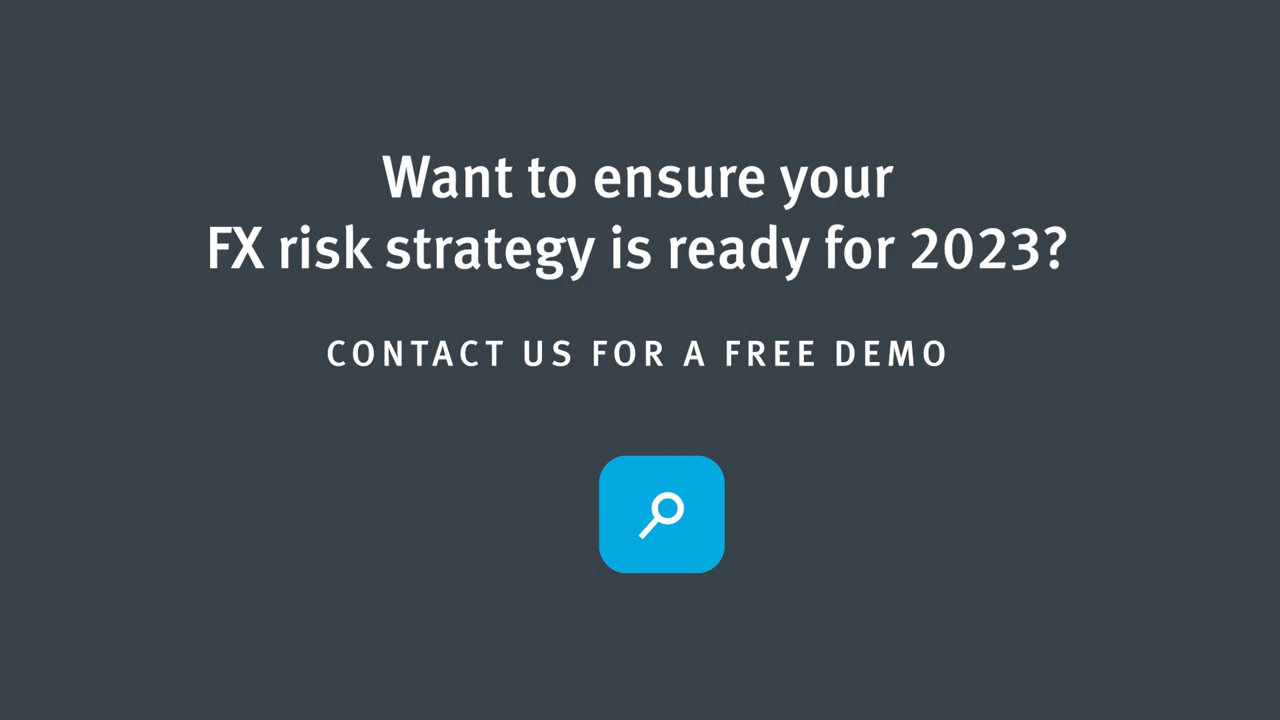 Want to ensure your
FX risk strategy is ready for 2023?
CONTACT US FOR A FREE DEMO